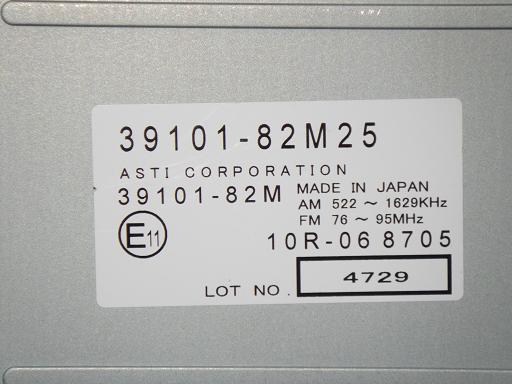 39101-82M25
ASTI CORPORATION
39101-82M
MADE IN JAPAN
AM 522 ～ 1629KHz
FM 76 ～ 95MHz
E11
10R-06 8705
LOT NO. 4729